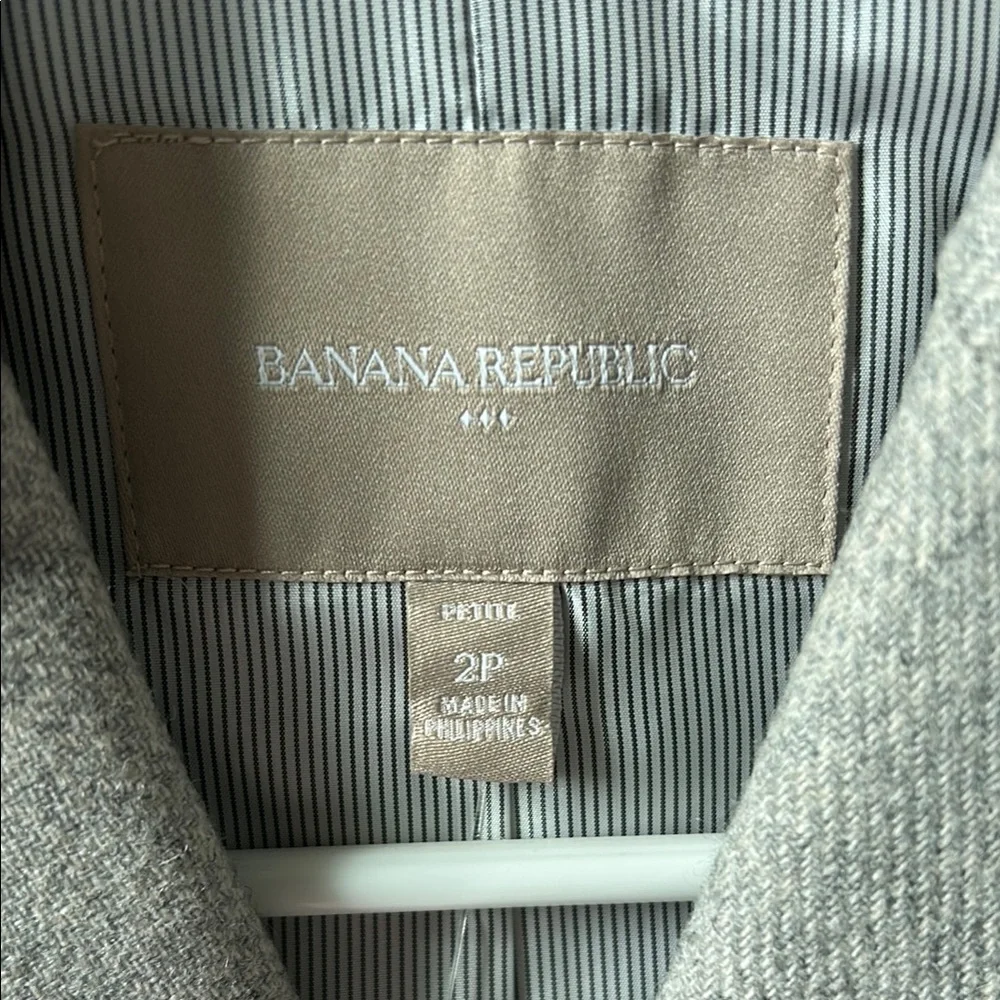 BANANA REPUBLIC
PETITE
2P
MADE IN
PHILIPPINES